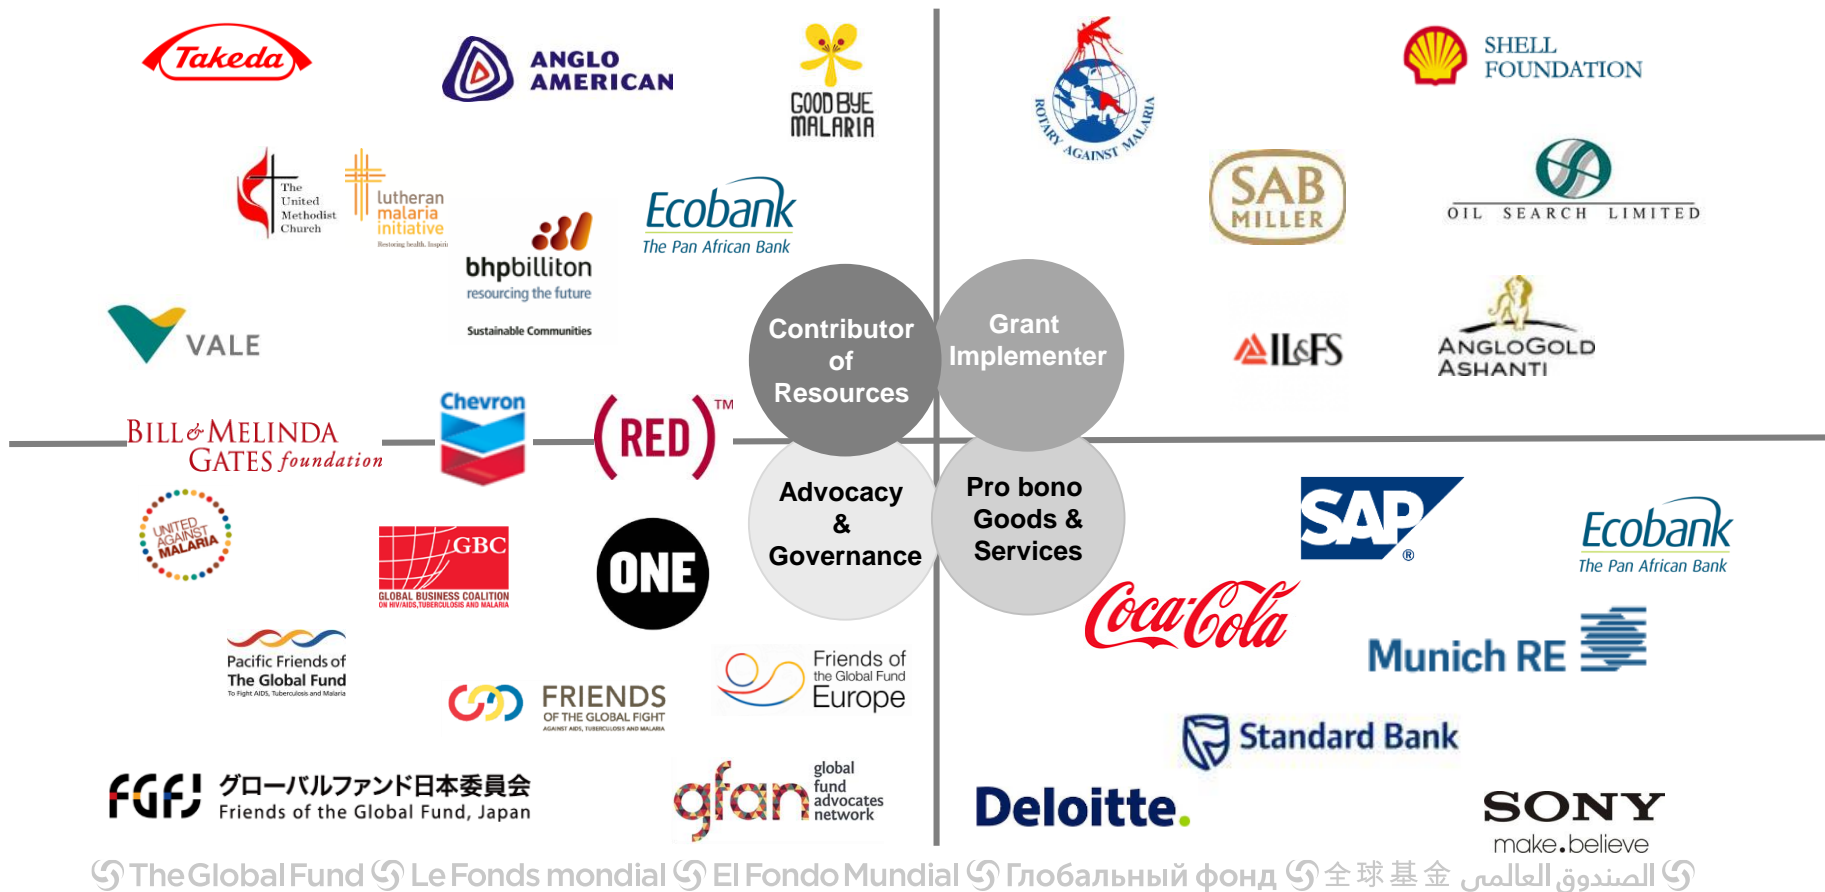 Takeda
ANGLO
AMERICAN
GOOD BYE
MALARIA
The
United
Methodist
Church
lutheran
malaria
initiative
Restoring health. Inspiri
bhpbilliton
resourcing the future
Sustainable Communities
Ecobank
The Pan African Bank
VALE
Contributor
of
Resources
BILL & MELINDA
GATES foundation
Chevron
(RED)™
ROTARY AGAINST MALARIA
SHELL
FOUNDATION
SAB
MILLER
OIL SEARCH LIMITED
Grant
Implementer
IL&FS
ANGLOGOLD
ASHANTI
UNITED
AGAINST
MALARIA
GBC
GLOBAL BUSINESS COALITION
ON HIV/AIDS,TUBERCULOSIS AND MALARIA
ONE
Advocacy
&
Governance
Pacific Friends of
The Global Fund
To Fight AIDS, Tuberculosis and Malaria
FRIENDS
OF THE GLOBAL FIGHT
AGAINST AIDS, TUBERCULOSIS AND MALARIA
Friends of
the Global Fund
Europe
FGFJ
グローバルファンド日本委員会
Friends of the Global Fund, Japan
gfan
global
fund
advocates
network
Pro bono
Goods &
Services
SAP®
Ecobank
The Pan African Bank
Coca-Cola
Munich RE
Standard Bank
Deloitte.
SONY
make.believe
The Global Fund Le Fonds mondial El Fondo Mundial Глобальный фонд 全球基金 الصندوق العالمي